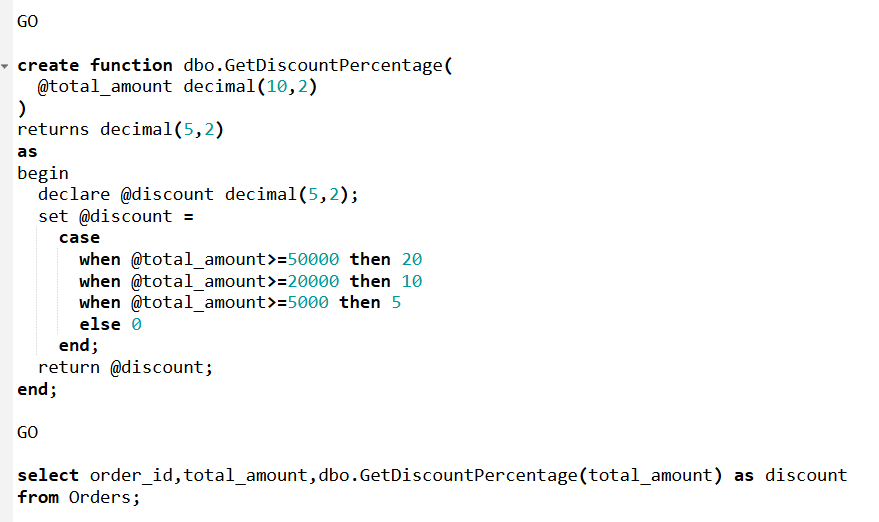 GO
create function dbo.GetDiscountPercentage(
@total_amount decimal(10,2)
)
returns decimal(5,2)
as
begin
declare @discount decimal(5,2);
set @discount =
case
when @total_amount>=50000 then 20
when @total_amount>=20000 then 10
when @total_amount>=5000 then 5
else 0
end;
return @discount;
end;
GO
select order_id,total_amount,dbo.GetDiscountPercentage(total_amount) as discount
from Orders;